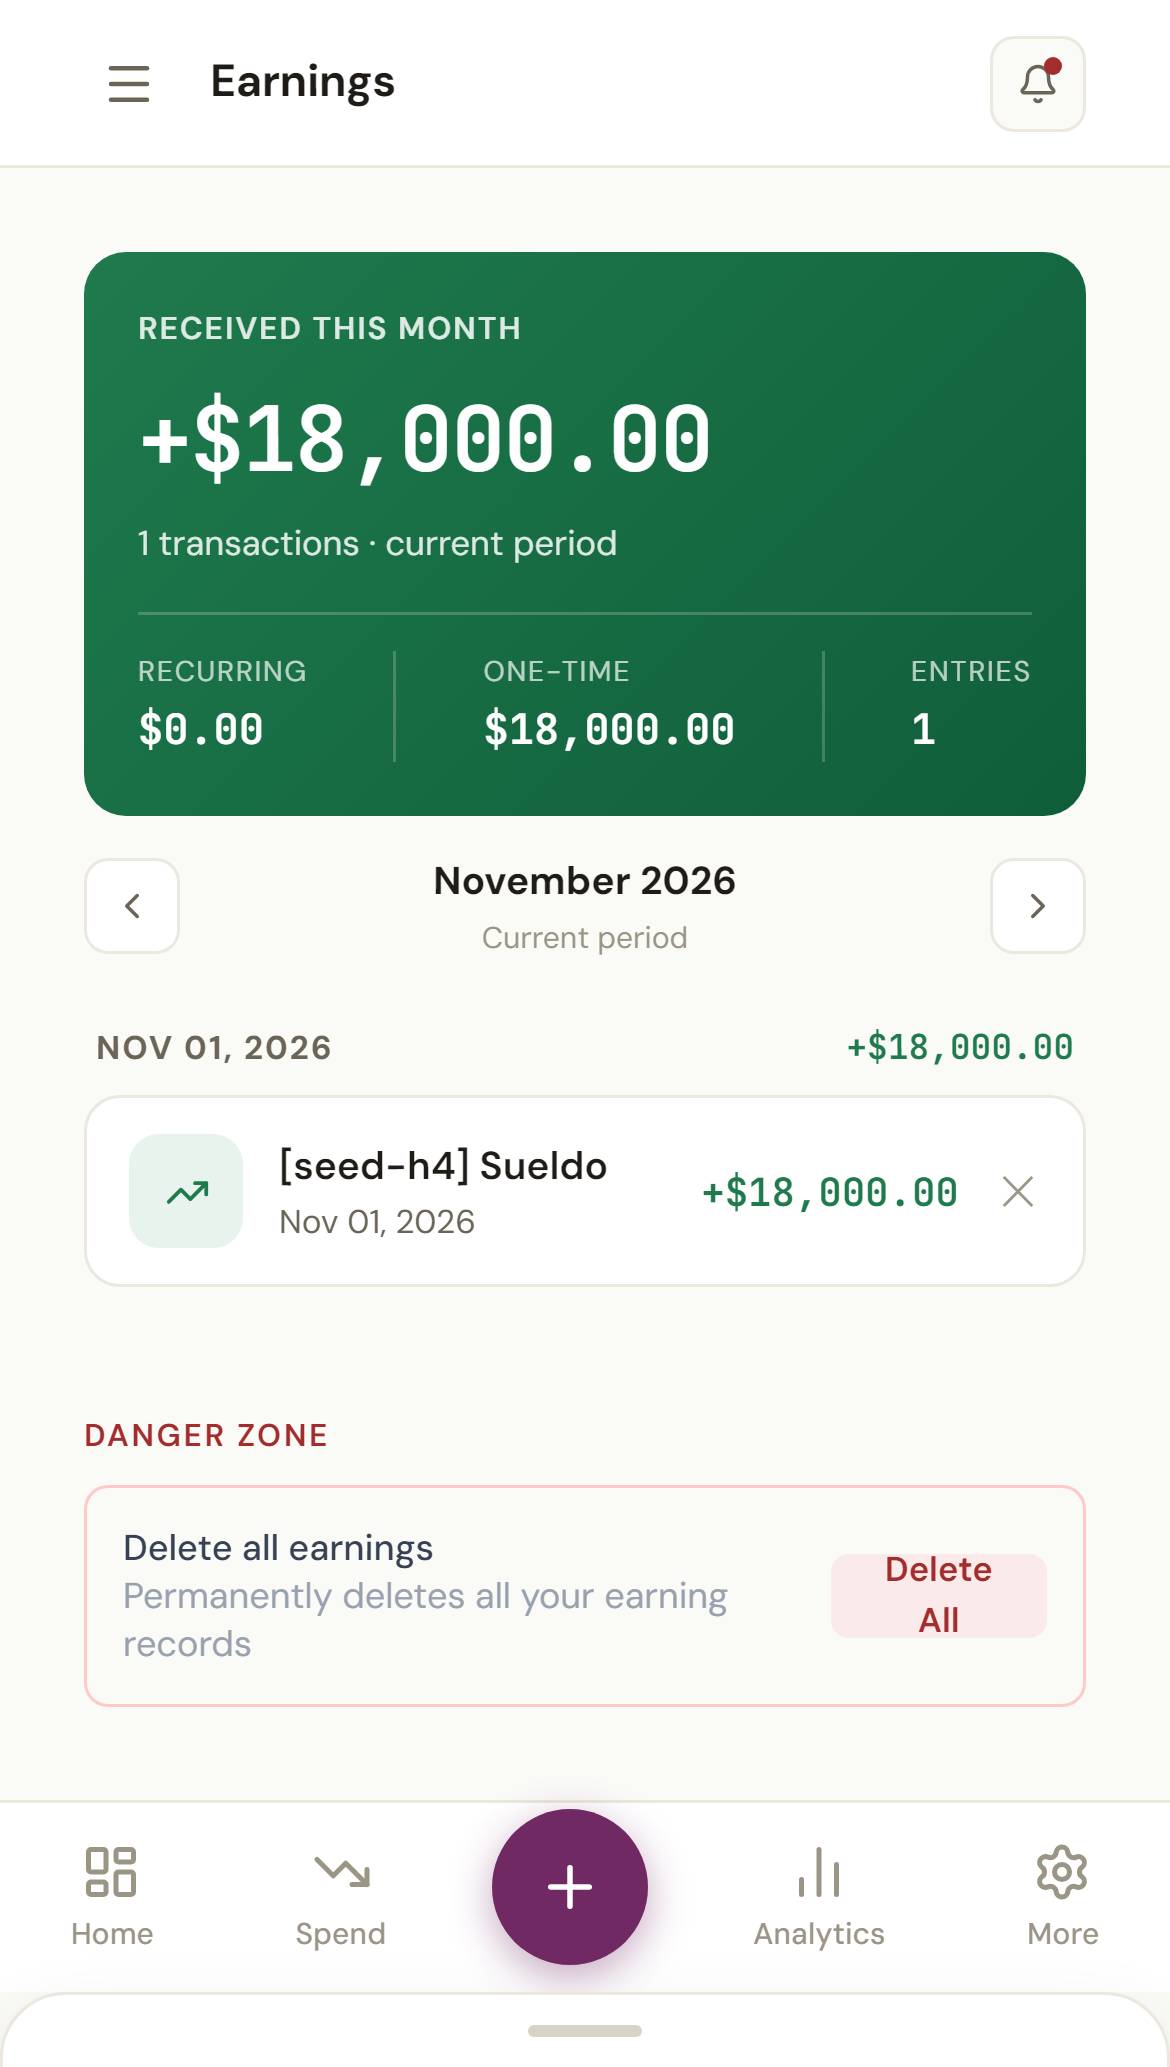 Earnings
RECEIVED THIS MONTH
+$18,000.00
1 transactions · current period
RECURRING
ONE-TIME
ENTRIES
$0.00
$18,000.00
1
November 2026
Current period
NOV 01, 2026
+$18,000.00
[seed-h4] Sueldo
+$18,000.00
Nov 01, 2026
DANGER ZONE
Delete all earnings
Permanently deletes all your earning
records
Delete
All
Home
Spend
Analytics
More